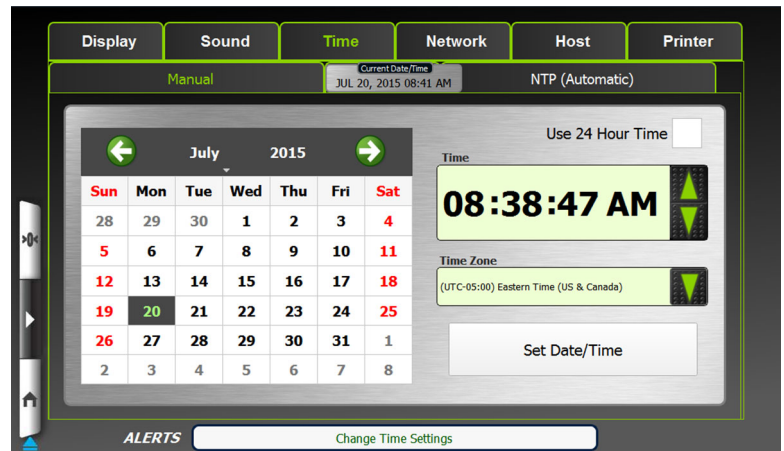 Display Sound Time Network Host Printer
Manual
Current Date/Time
JUL 20, 2015 08:41 AM
NTP (Automatic)
Use 24 Hour Time
July 2015
Sun Mon Tue Wed Thu Fri Sat
28 29 30 1 2 3 4
5 6 7 8 9 10 11
12 13 14 15 16 17 18
19 20 21 22 23 24 25
26 27 28 29 30 31 1
2 3 4 5 6 7 8
Time
08:38:47 AM
Time Zone
(UTC-05:00) Eastern Time (US & Canada)
Set Date/Time
>0<
ALERTS
Change Time Settings